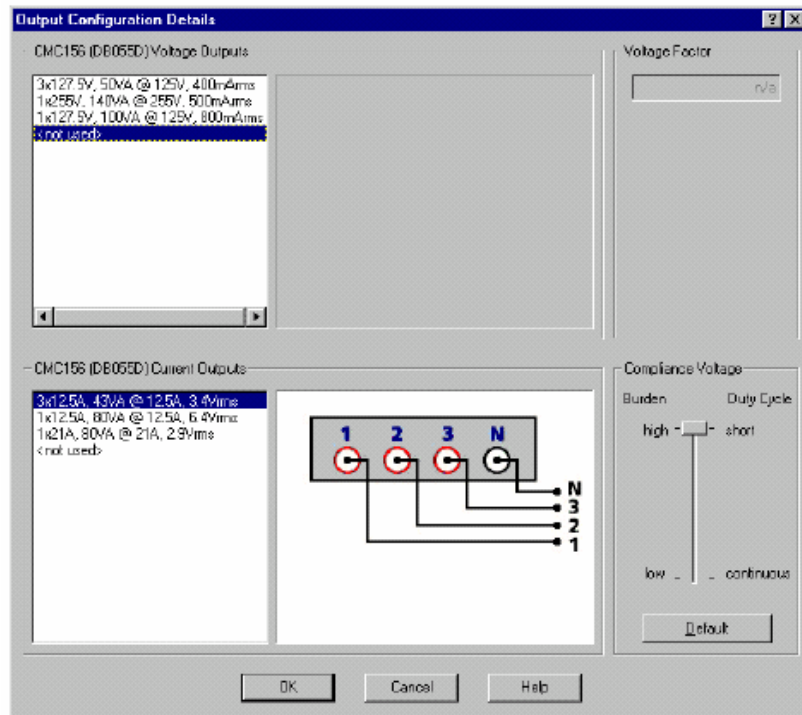 Output Configuration Details
CMC156 (DB055D) Voltage Outputs
3x127.5V, 50VA @ 125V, 400mArms
1x255V, 140VA @ 255V, 500mArms
1x127.5V, 100VA @ 125V, 800mArms
<not used>
Voltage Factor
n/a
CMC156 (DB055D) Current Outputs
3x12.5A, 43VA @ 12.5A, 3.4Vrms
1x12.5A, 80VA @ 12.5A, 6.4Vrms
1x21A, 80VA @ 21A, 2.9Vrms
<not used>
1 2 3 N
N
3
2
1
Compliance Voltage
Burden Duty Cycle
high short
low continuous
Default
OK Cancel Help